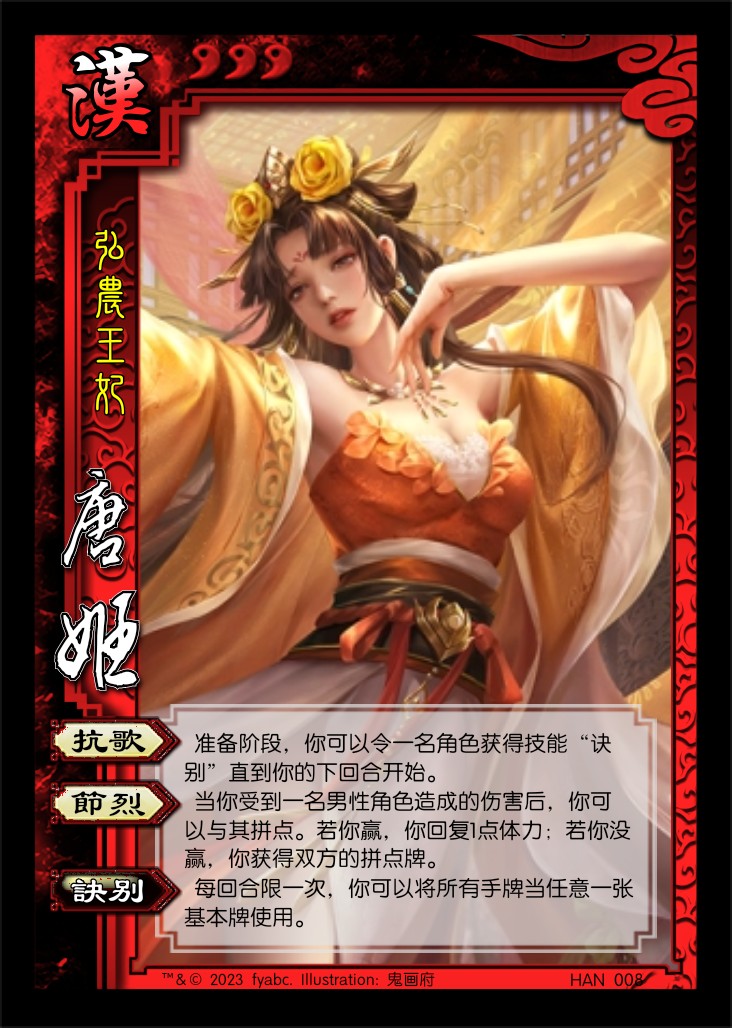 漢
弘農王妃
唐姬
抗歌
准备阶段，你可以令一名角色获得技能“诀
别”直到你的下回合开始。
節烈
当你受到一名男性角色造成的伤害后，你可
以与其拼点。若你赢，你回复1点体力；若你没
赢，你获得双方的拼点牌。
訣别
每回合限一次，你可以将所有手牌当任意一张
基本牌使用。
™&© 2023 fyabc. Illustration: 鬼画府
HAN 008